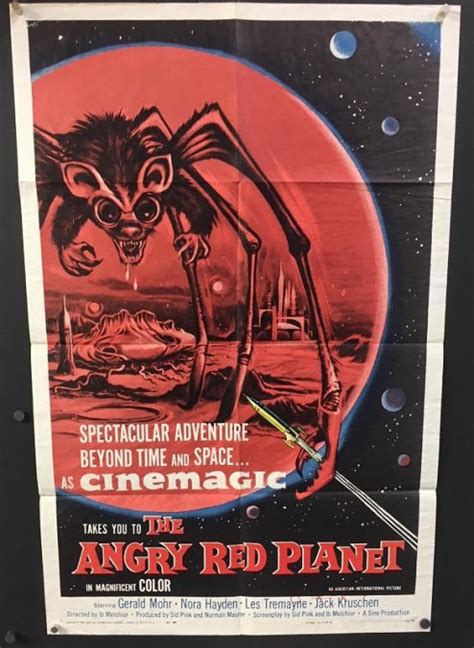 SPECTACULAR ADVENTURE
BEYOND TIME AND SPACE...
AS CINEMAGIC
TAKES YOU TO THE
ANGRY RED PLANET
IN MAGNIFICENT COLOR
AN AMERICAN-INTERNATIONAL PICTURE
Starring Gerald Mohr · Nora Hayden · Les Tremayne · Jack Kruschen
Directed by Ib Melchior · Produced by Sid Pink and Norman Maurer · Screenplay by Sid Pink and Ib Melchior · A Sino Production